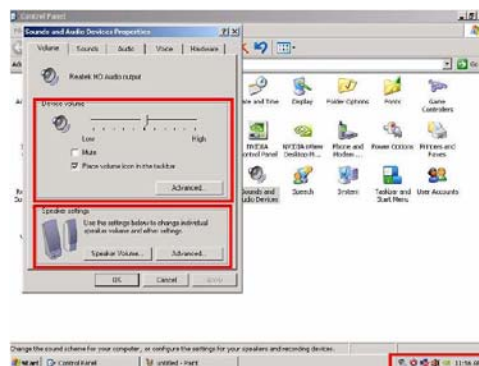 Control Panel
Sounds and Audio Devices Properties
Volume
Sounds
Audio
Voice
Hardware
Realtek HD Audio output
Device volume
Low
High
Mute
Place volume icon in the taskbar
Advanced...
Speaker settings
Use the settings below to change individual
speaker volume and other settings.
Speaker Volume...
Advanced...
OK
Cancel
Apply
Go
Date and Time
Display
Folder Options
Fonts
Game
Controllers
NVIDIA
Control Panel
NVIDIA nView
Desktop M...
Phone and
Modem ...
Power Options
Printers and
Faxes
Sounds and
Audio Devices
Speech
System
Taskbar and
Start Menu
User Accounts
Change the sound scheme for your computer, or configure the settings for your speakers and recording devices.
start
Control Panel
untitled - Paint